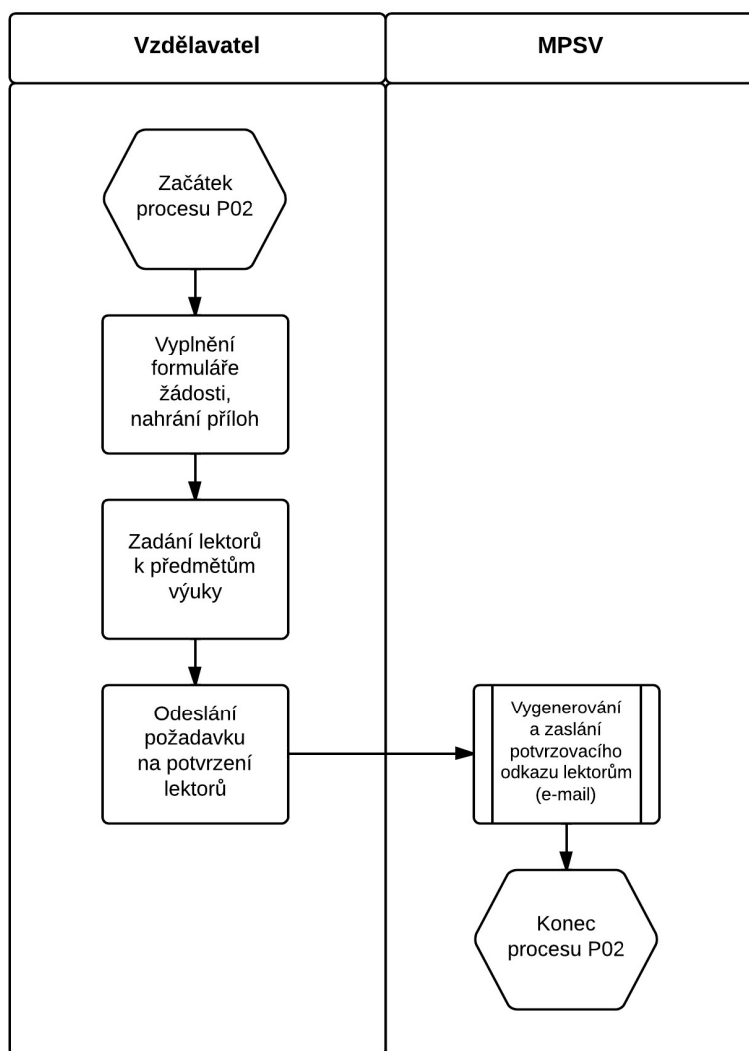 Vzdělavatel
MPSV
Začátek
procesu P02
Vyplnění
formuláře
žádosti,
nahrání příloh
Zadání lektorů
k předmětům
výuky
Odeslání
požadavku
na potvrzení
lektorů
Vygenerování
a zaslání
potvrzovacího
odkazu lektorům
(e-mail)
Konec
procesu P02